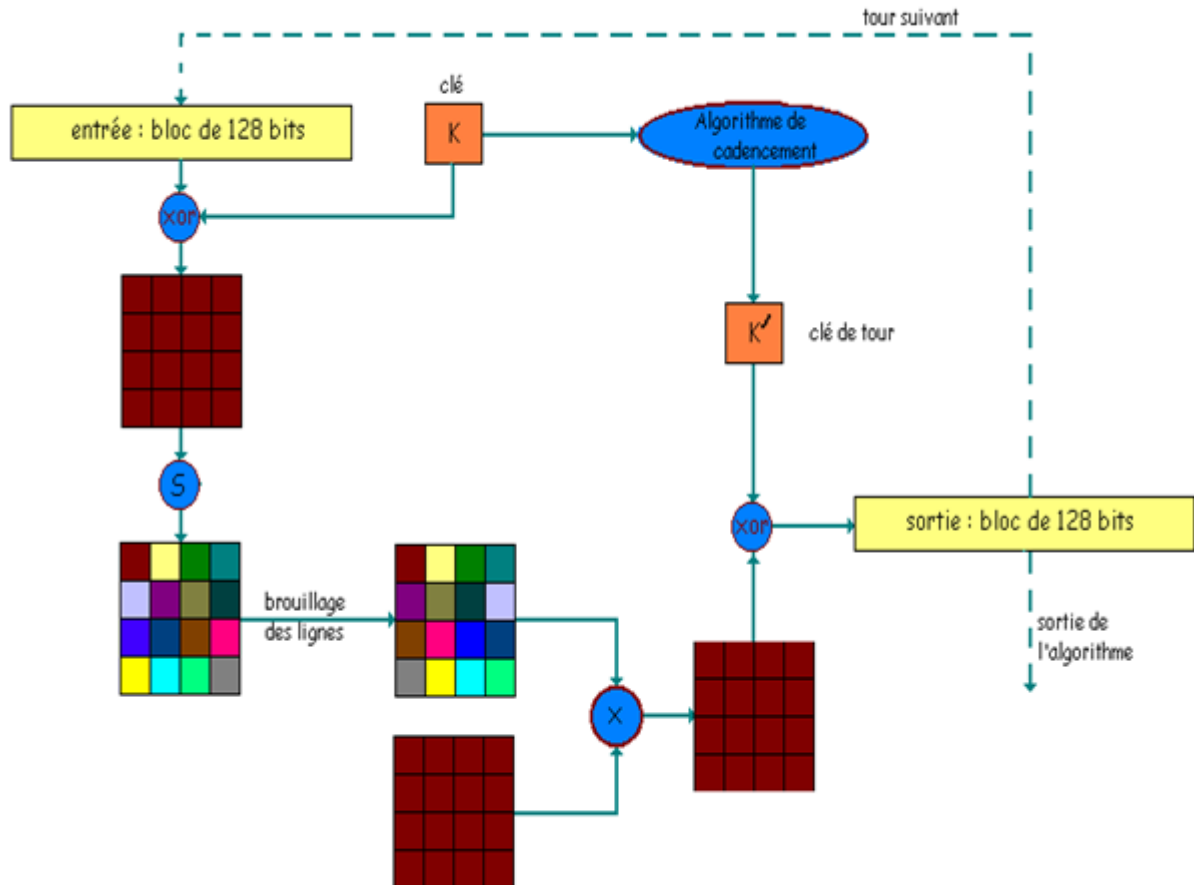 tour suivant
clé
entrée : bloc de 128 bits
K
Algorithme de
cadencement
xor
K'
clé de tour
S
xor
sortie : bloc de 128 bits
brouillage
des lignes
sortie de
l'algorithme
X